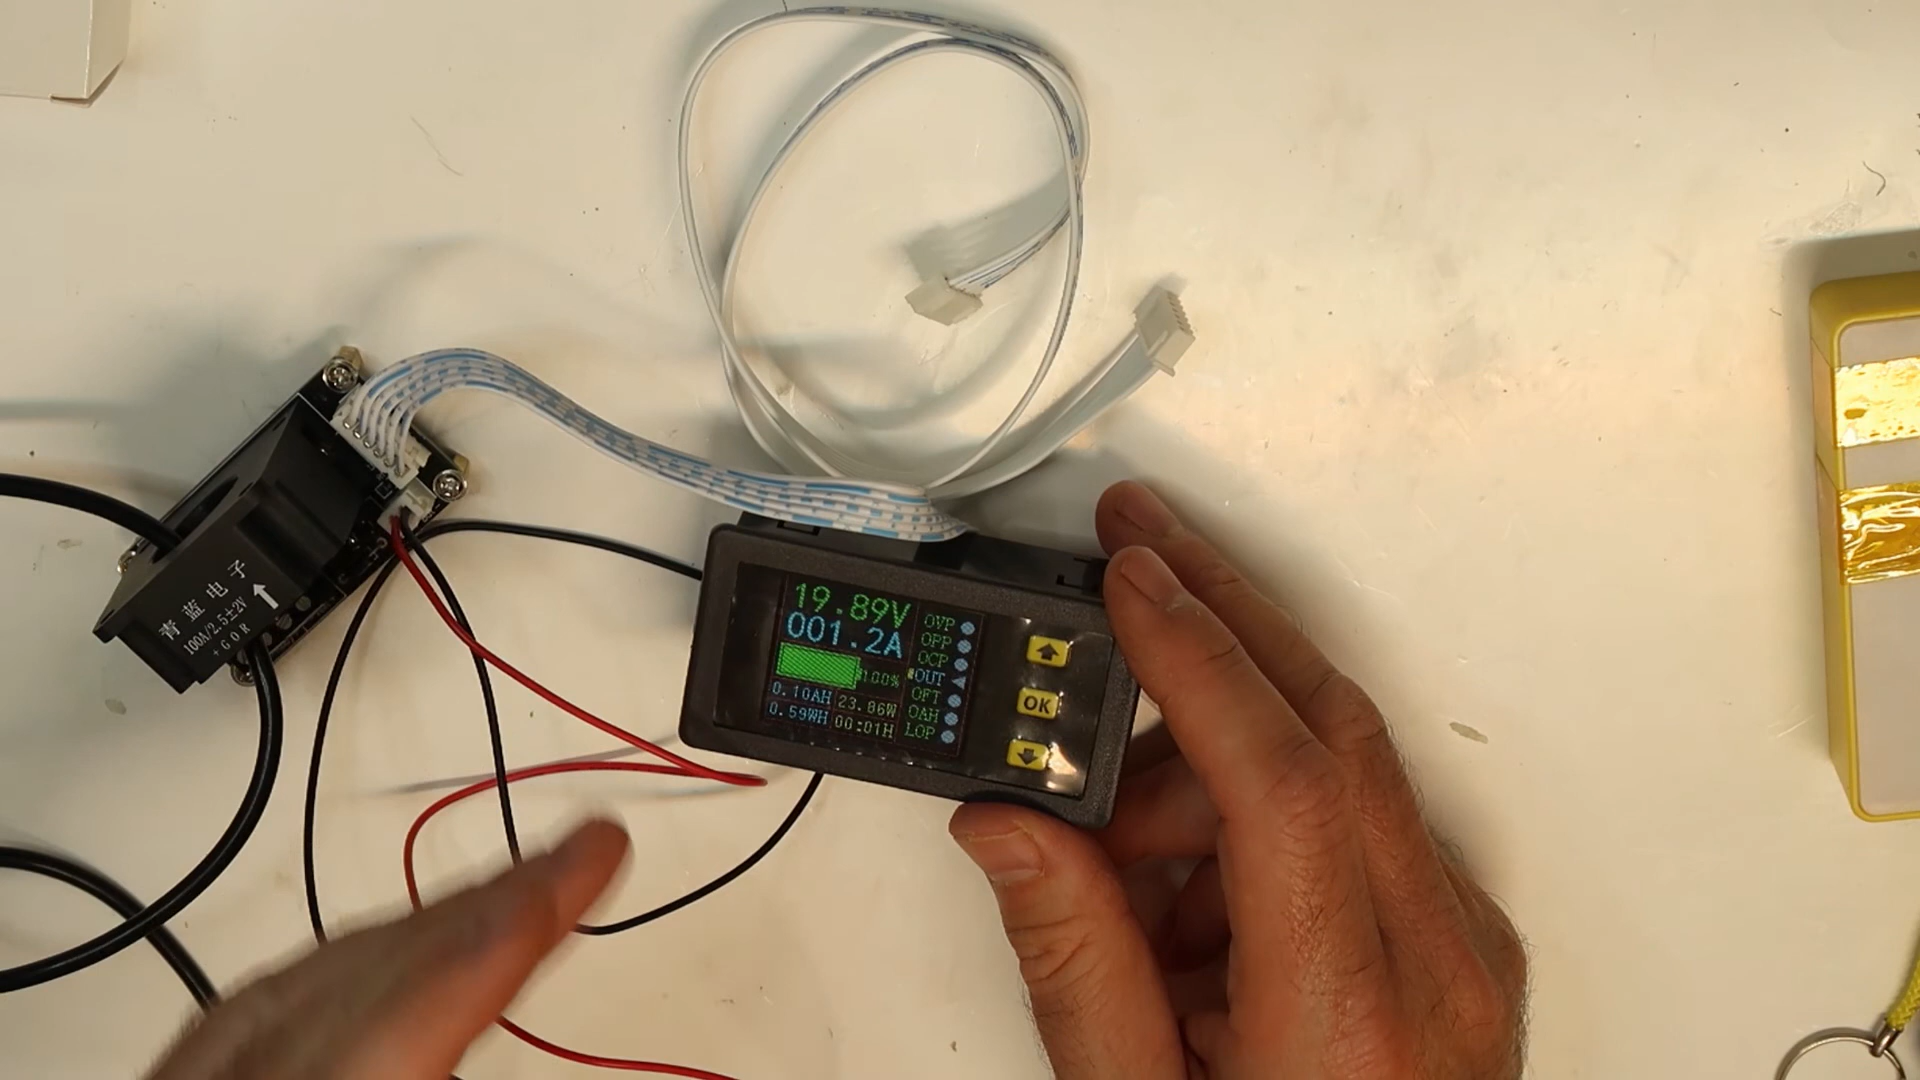 青蓝电子
100A/2.5±2V
+ G O R
19.89V
001.2A
100%
0.10AH
23.86W
0.59WH
00:01H
OVP
OPP
OCP
OUT
OFT
OAH
LOP
OK